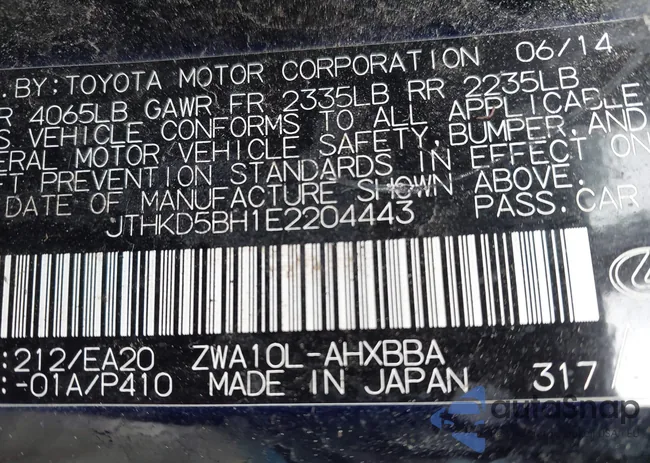 . BY: TOYOTA MOTOR CORPORATION 06/14
R 4065LB GAWR FR 2335LB RR 2235LB
S VEHICLE CONFORMS TO ALL APPLICABLE
ERAL MOTOR VEHICLE SAFETY, BUMPER, AND
FT PREVENTION STANDARDS IN EFFECT ON
DATE OF MANUFACTURE SHOWN ABOVE.
JTHKD5BH1E2204443 PASS. CAR
:212/EA20 ZWA10L-AHXBBA
:-01A/P410 MADE IN JAPAN 317/
autosnap